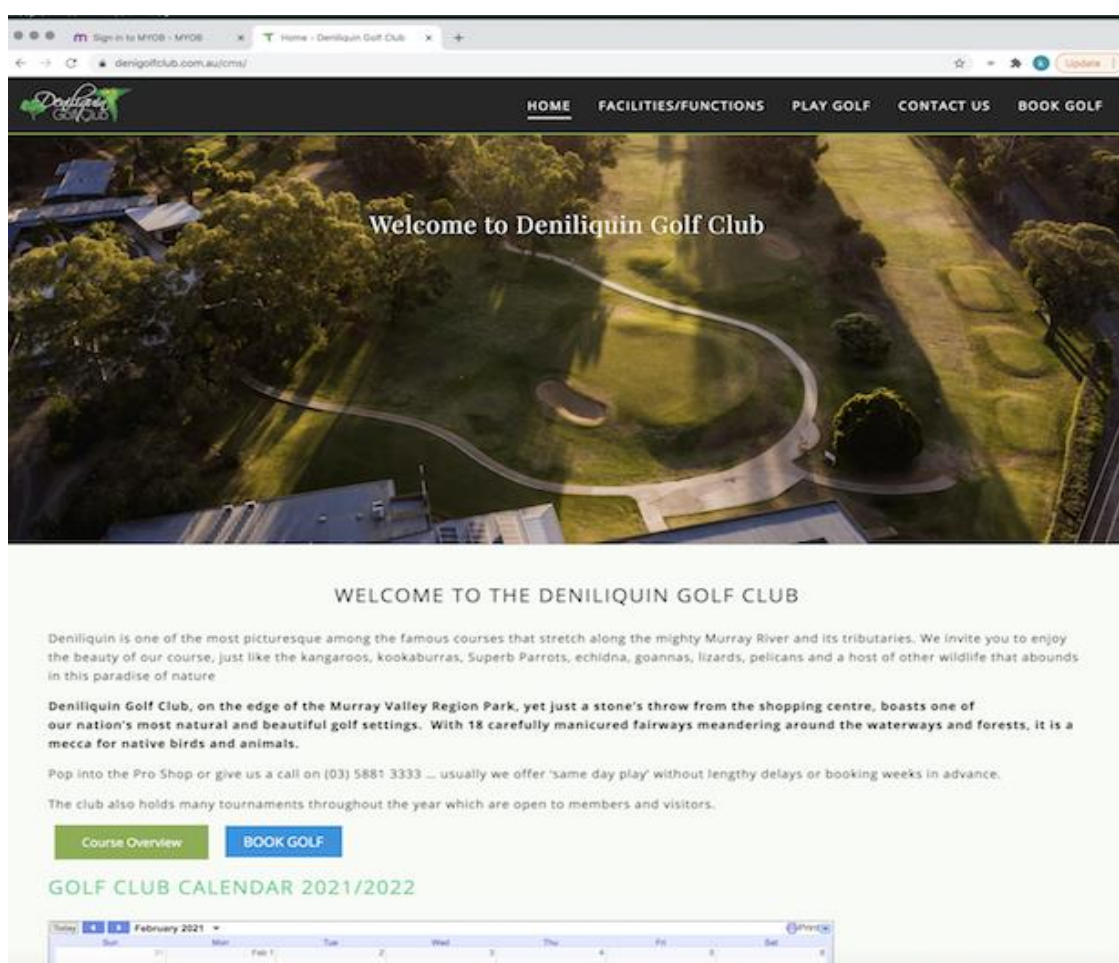 Sign in to MYOB - MYOB
Home - Deniliquin Golf Club
denigolfclub.com.au/cms/
Update
Deniliquin
Golf Club
HOME FACILITIES/FUNCTIONS PLAY GOLF CONTACT US BOOK GOLF
Welcome to Deniliquin Golf Club
WELCOME TO THE DENILIQUIN GOLF CLUB
Deniliquin is one of the most picturesque among the famous courses that stretch along the mighty Murray River and its tributaries. We invite you to enjoy
the beauty of our course, just like the kangaroos, kookaburras, Superb Parrots, echidna, goannas, lizards, pelicans and a host of other wildlife that abounds
in this paradise of nature
Deniliquin Golf Club, on the edge of the Murray Valley Region Park, yet just a stone's throw from the shopping centre, boasts one of
our nation's most natural and beautiful golf settings. With 18 carefully manicured fairways meandering around the waterways and forests, it is a
mecca for native birds and animals.
Pop into the Pro Shop or give us a call on (03) 5881 3333 ... usually we offer 'same day play' without lengthy delays or booking weeks in advance.
The club also holds many tournaments throughout the year which are open to members and visitors.
Course Overview BOOK GOLF
GOLF CLUB CALENDAR 2021/2022
Today February 2021 Print
Sun Mon Tue Wed Thu Fri Sat
31 Feb 1 2 3 4 5 6